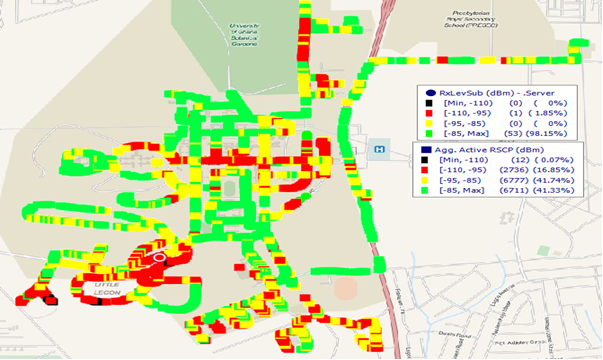 University
of Ghana
Botanical
Gardens
Presbyterian
Boys Secondary
School (PRESEC)
RxLevSub (dBm) - .Server
[Min, -110) (0) ( 0%)
[-110, -95) (1) (1.85%)
[-95, -85) (0) ( 0%)
[-85, Max] (53) (98.15%)
H
Agg. Active RSCP (dBm)
[Min, -110) (12) ( 0.07%)
[-110, -95) (2736) (16.85%)
[-95, -85) (6777) (41.74%)
[-85, Max] (6711) (41.33%)
LITTLE
LEGON